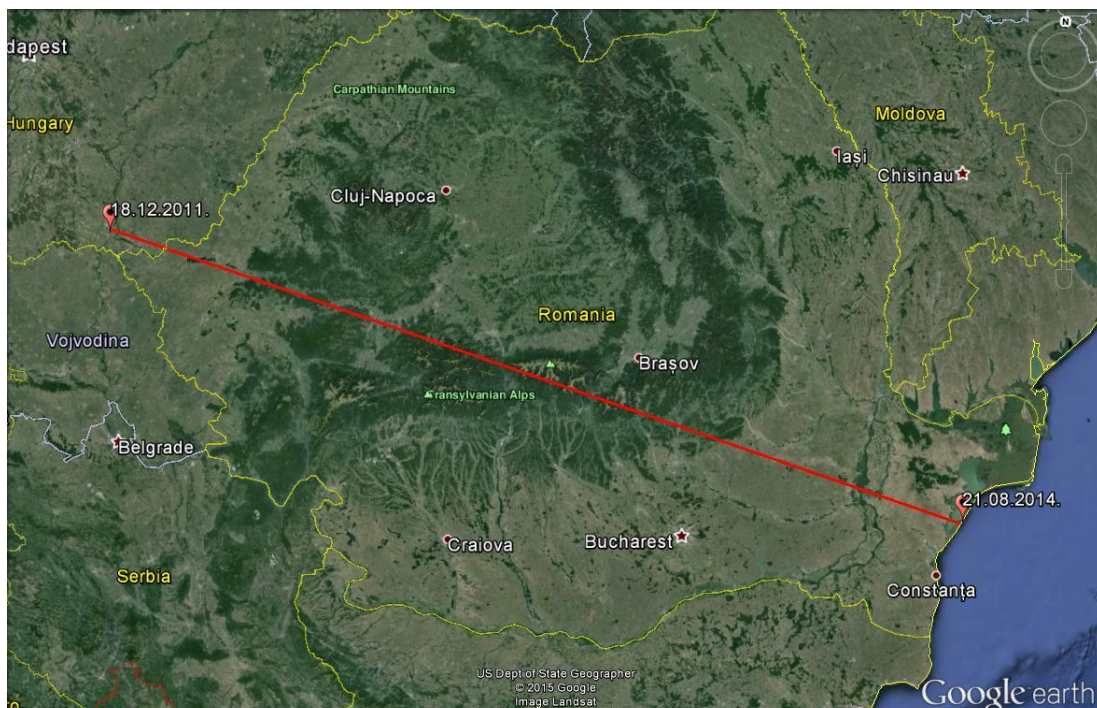 N
dapest
Carpathian Mountains
Moldova
Hungary
Iași
Chisinau
Cluj-Napoca
18.12.2011.
Romania
Vojvodina
Brașov
Transylvanian Alps
Belgrade
21.08.2014.
Craiova
Bucharest
Serbia
Constanța
US Dept of State Geographer
© 2015 Google
Image Landsat
Google earth